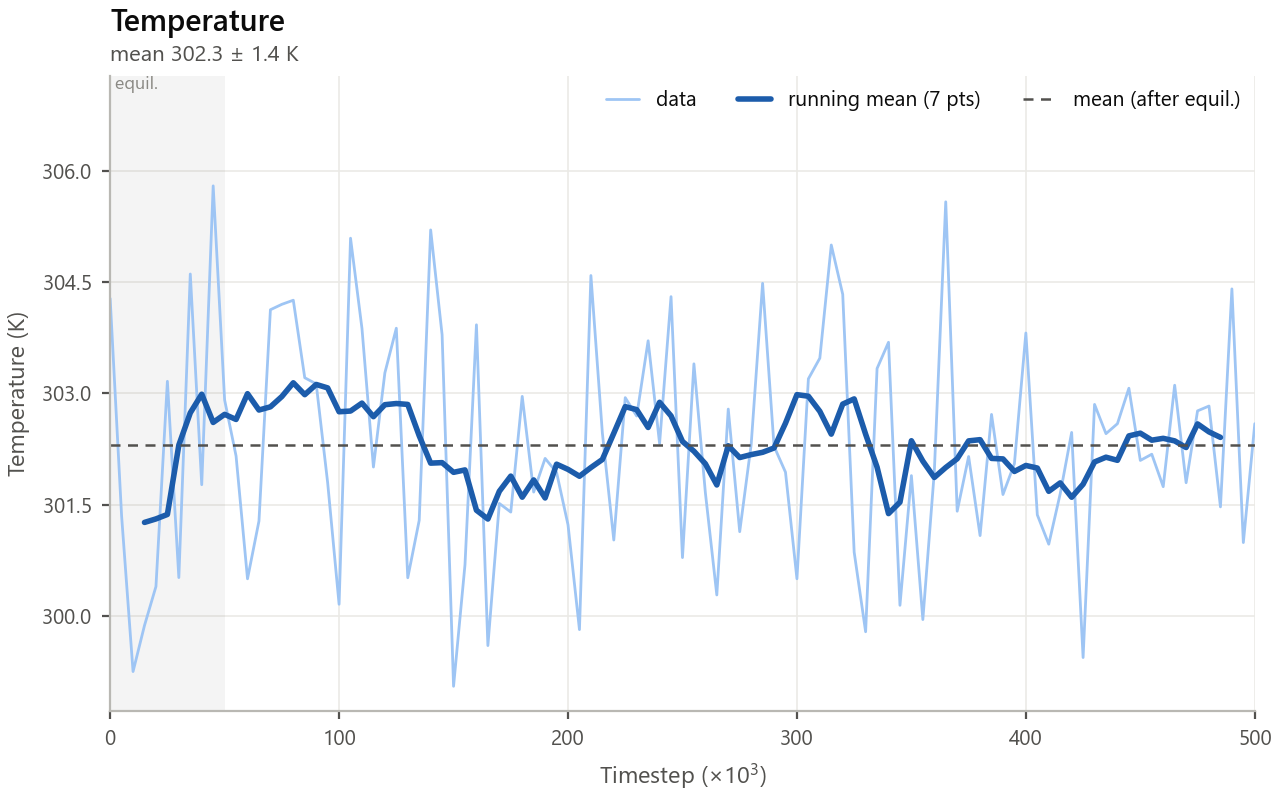 Temperature
mean 302.3 ± 1.4 K
equil.
data
running mean (7 pts)
mean (after equil.)
Temperature (K)
306.0
304.5
303.0
301.5
300.0
0
100
200
300
400
500
Timestep (×10³)